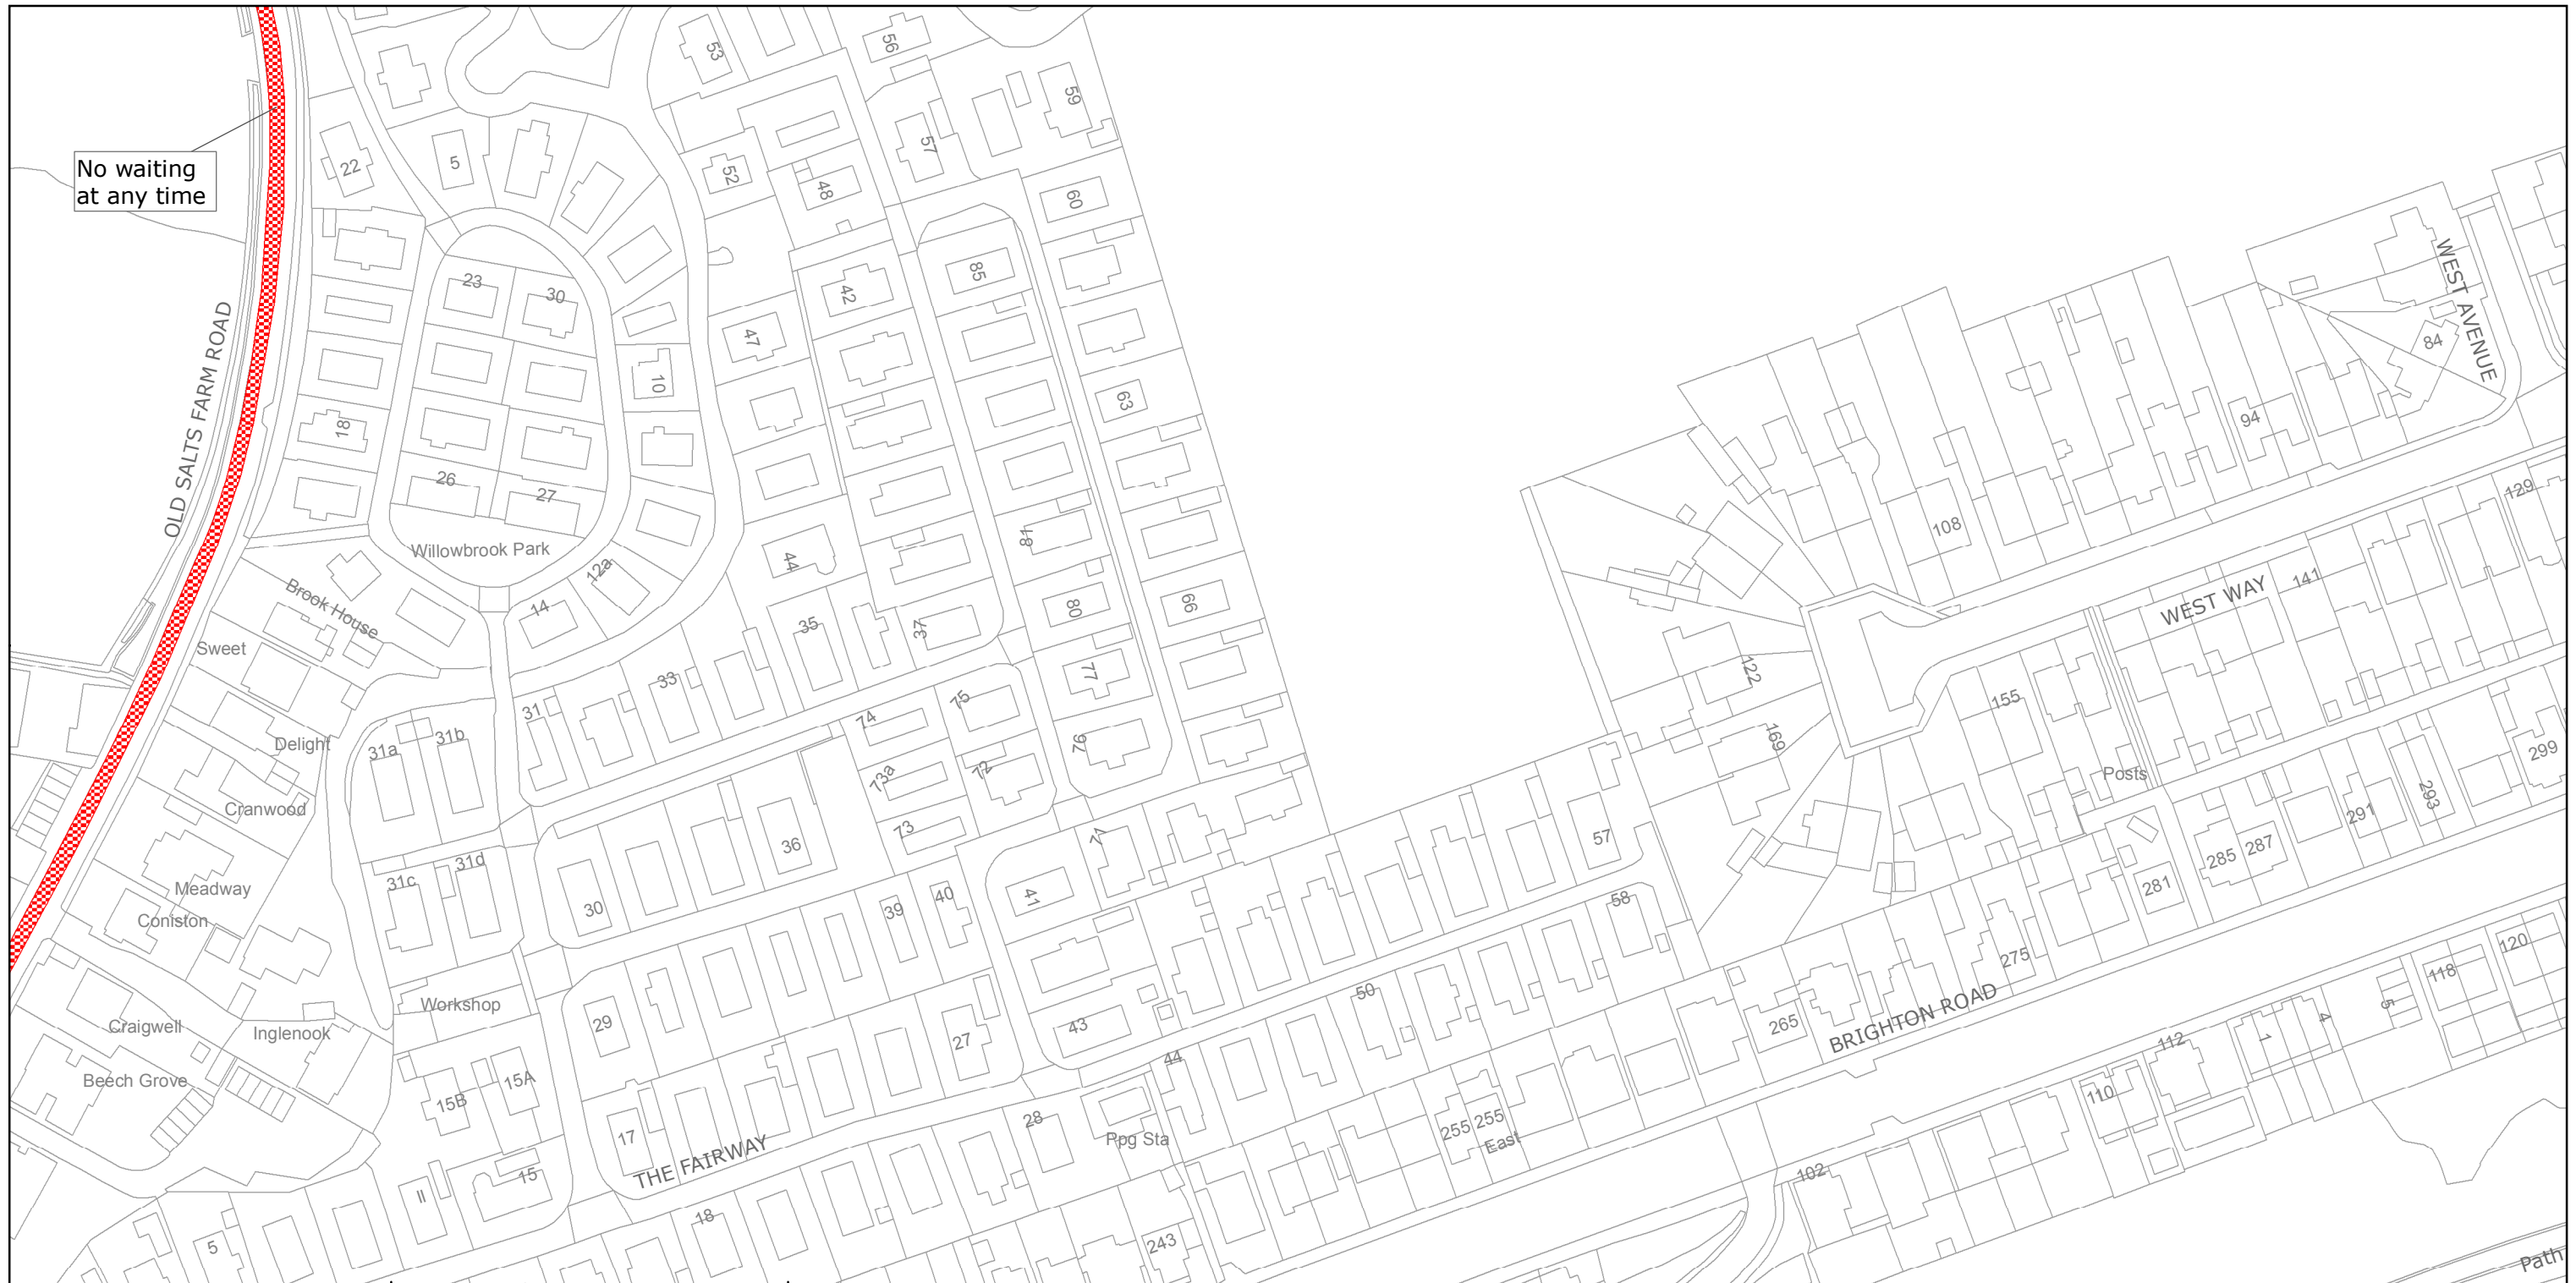 No waiting
at any time
OLD SALTS FARM ROAD
53
56
59
22
5
52
48
57
60
23
30
42
85
47
10
63
18
26
27
Willowbrook Park
44
81
12a
14
35
37
80
66
Brook House
Sweet
33
77
31
74
75
76
Delight
31a
31b
73a
72
Cranwood
36
73
71
57
31c
31d
Meadway
Coniston
30
39
40
41
58
Workshop
Craigwell
Inglenook
29
27
43
50
Beech Grove
15B
15A
44
17
28
Ppg Sta
THE FAIRWAY
255
255
East
11
15
18
5
243
WEST AVENUE
84
94
108
129
WEST WAY
141
122
155
169
Posts
299
293
291
287
285
281
275
265
BRIGHTON ROAD
120
118
5
4
1
112
110
102
Path